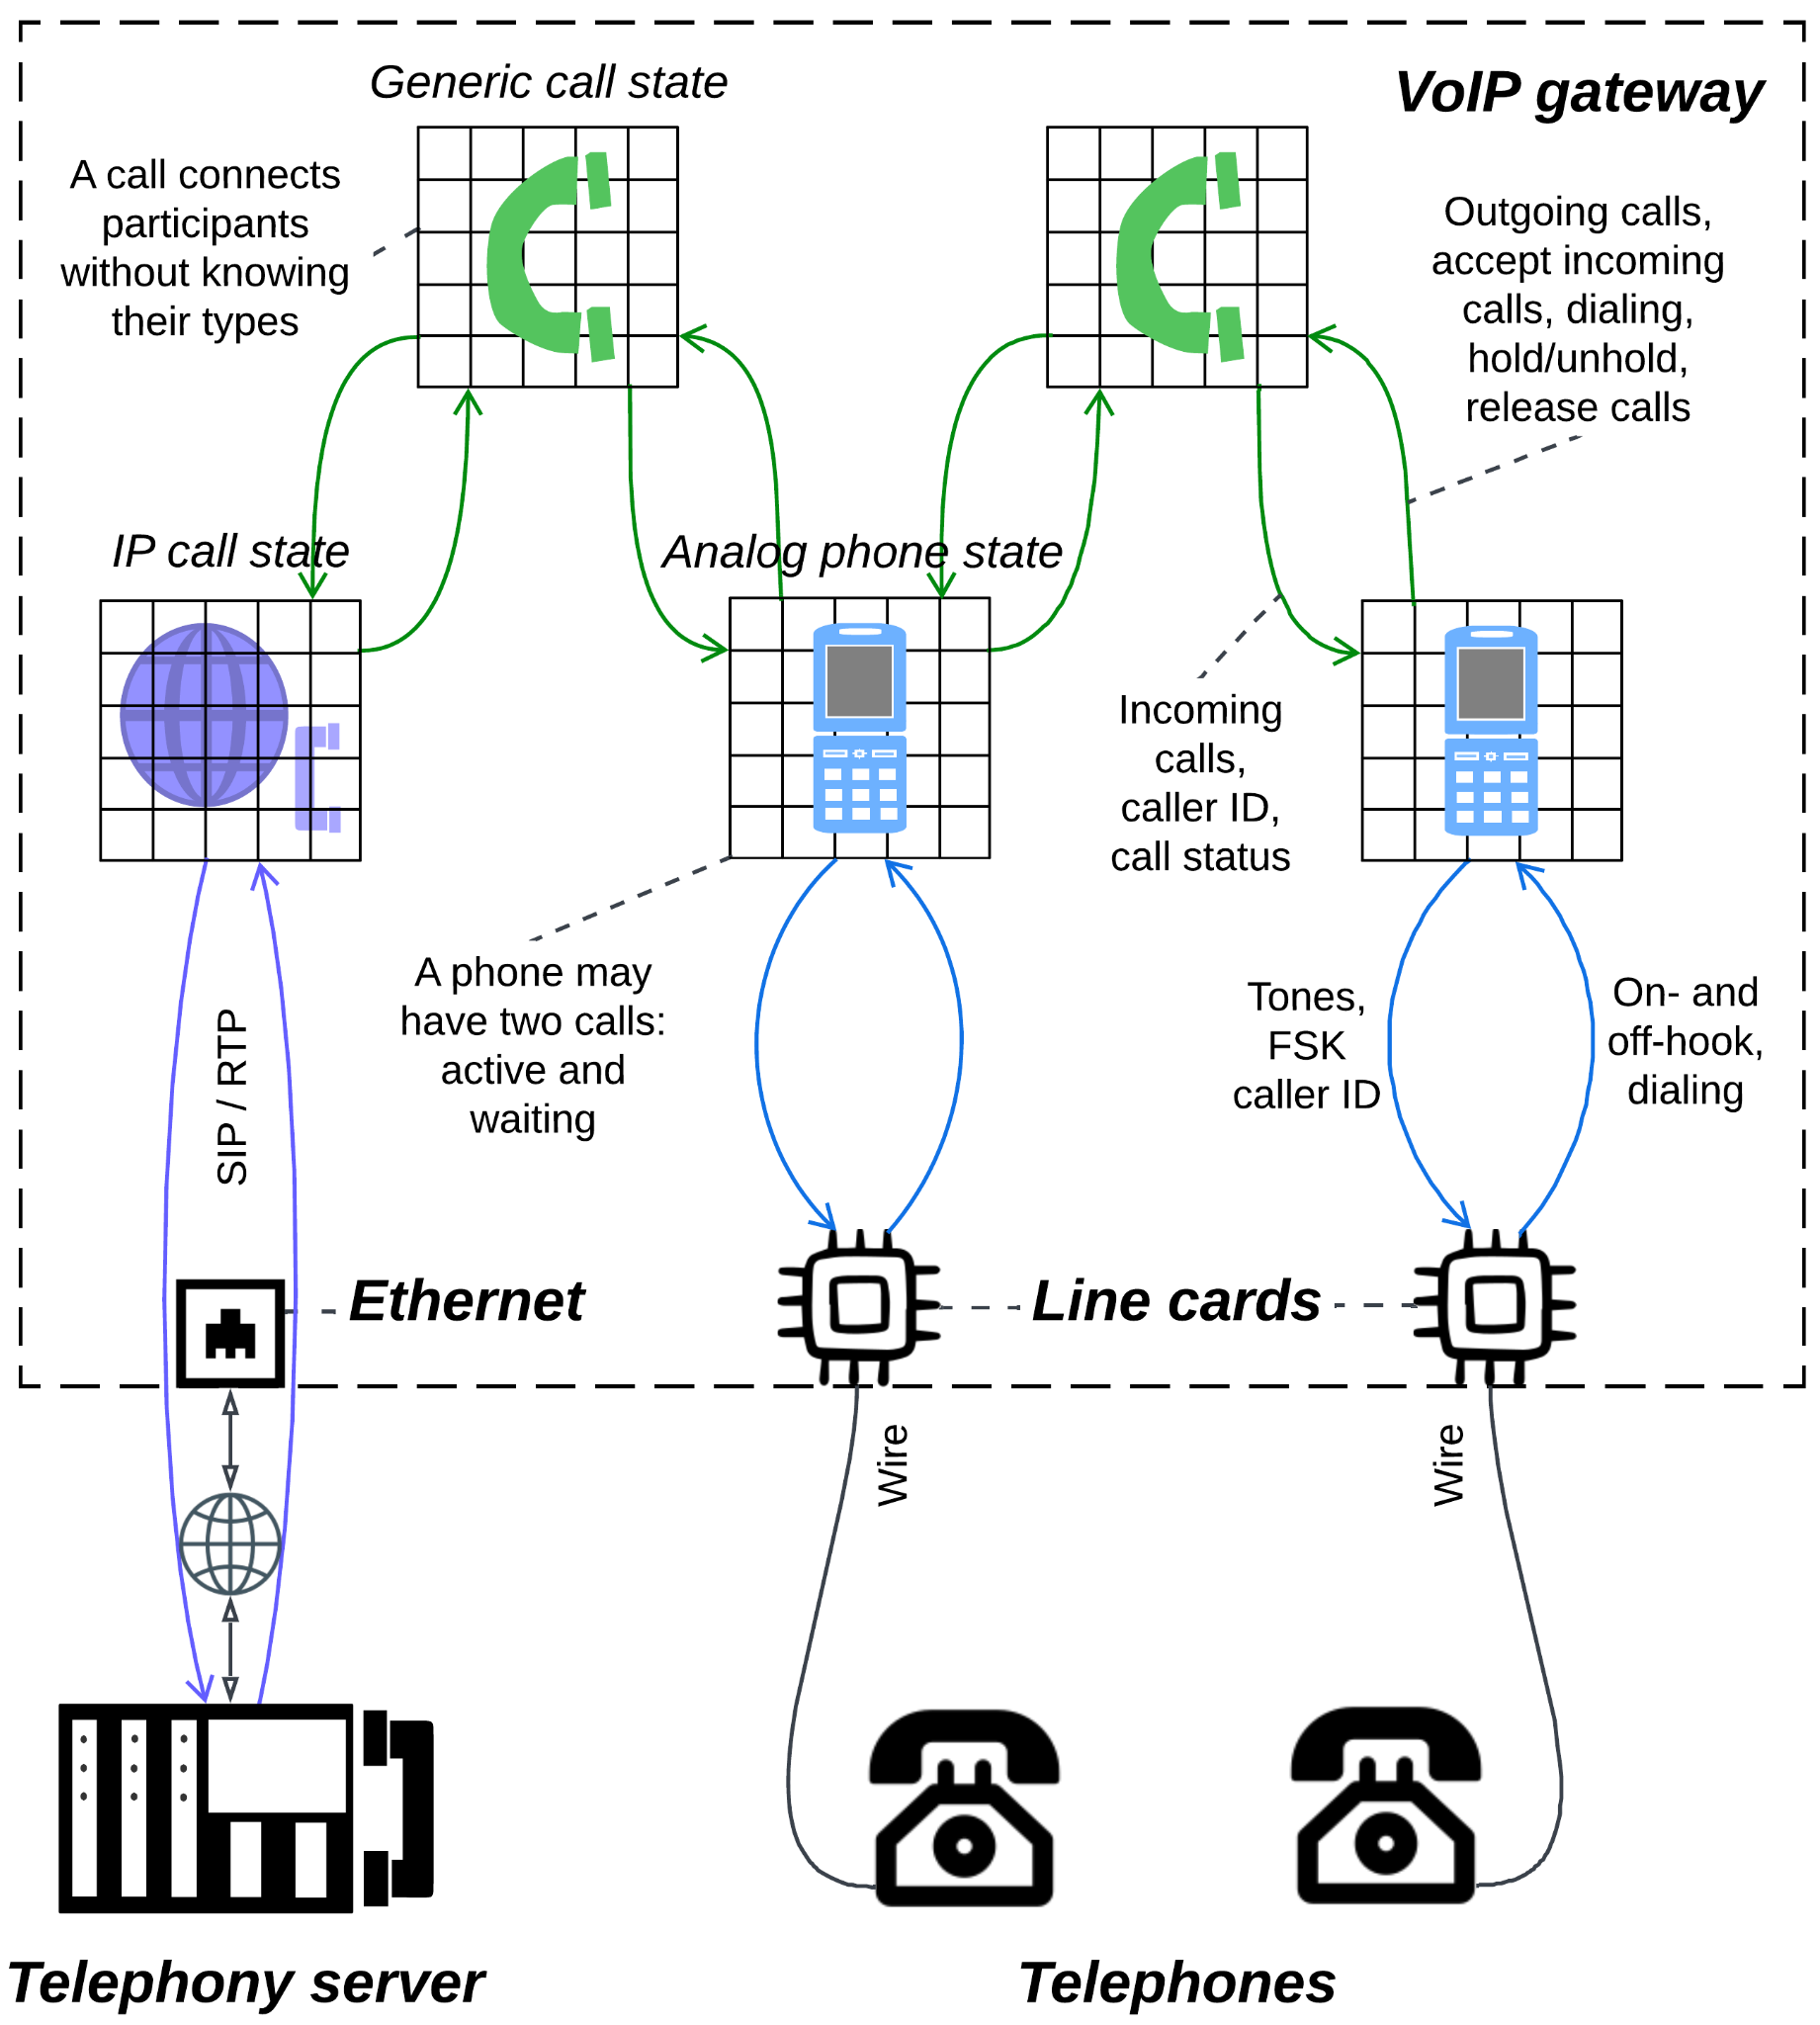 Generic call state
VoIP gateway
A call connects
participants
without knowing
their types
Outgoing calls,
accept incoming
calls, dialing,
hold/unhold,
release calls
IP call state
Analog phone state
Incoming
calls,
caller ID,
call status
A phone may
have two calls:
active and
waiting
SIP / RTP
Tones,
FSK
caller ID
On- and
off-hook,
dialing
Ethernet
Line cards
Wire
Wire
Telephony server
Telephones